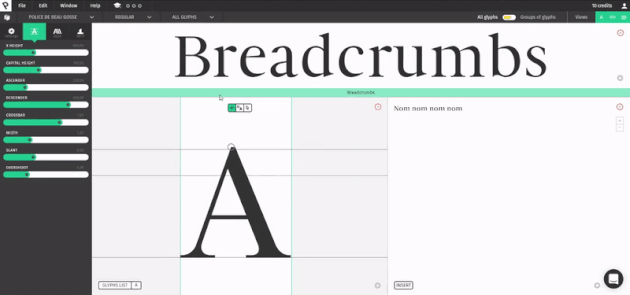 File Edit Window Help 10 credits
POLICE DE BEAU GOSSE REGULAR ALL GLYPHS All glyphs Groups of glyphs Views
X HEIGHT
CAPITAL HEIGHT
ASCENDER
DESCENDER
CROSSBAR
WIDTH
SLANT
OVERSHOOT
Breadcrumbs
Breadcrumbs
A
GLYPHS LIST A
Nom nom nom nom
INSERT